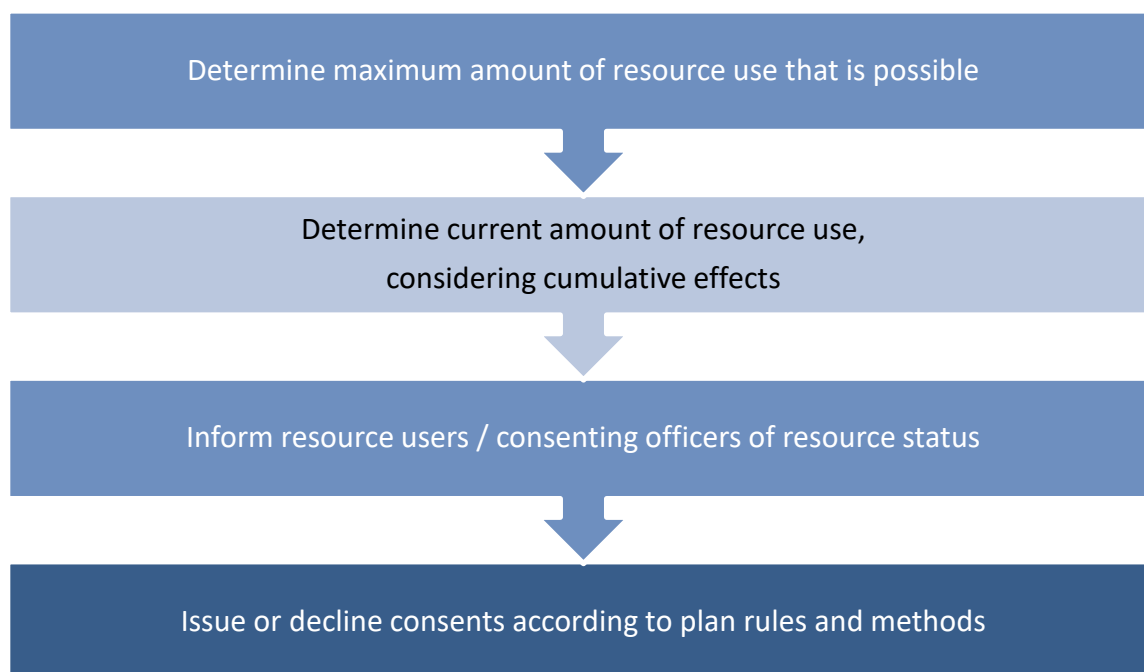 Determine maximum amount of resource use that is possible
Determine current amount of resource use,
considering cumulative effects
Inform resource users / consenting officers of resource status
Issue or decline consents according to plan rules and methods